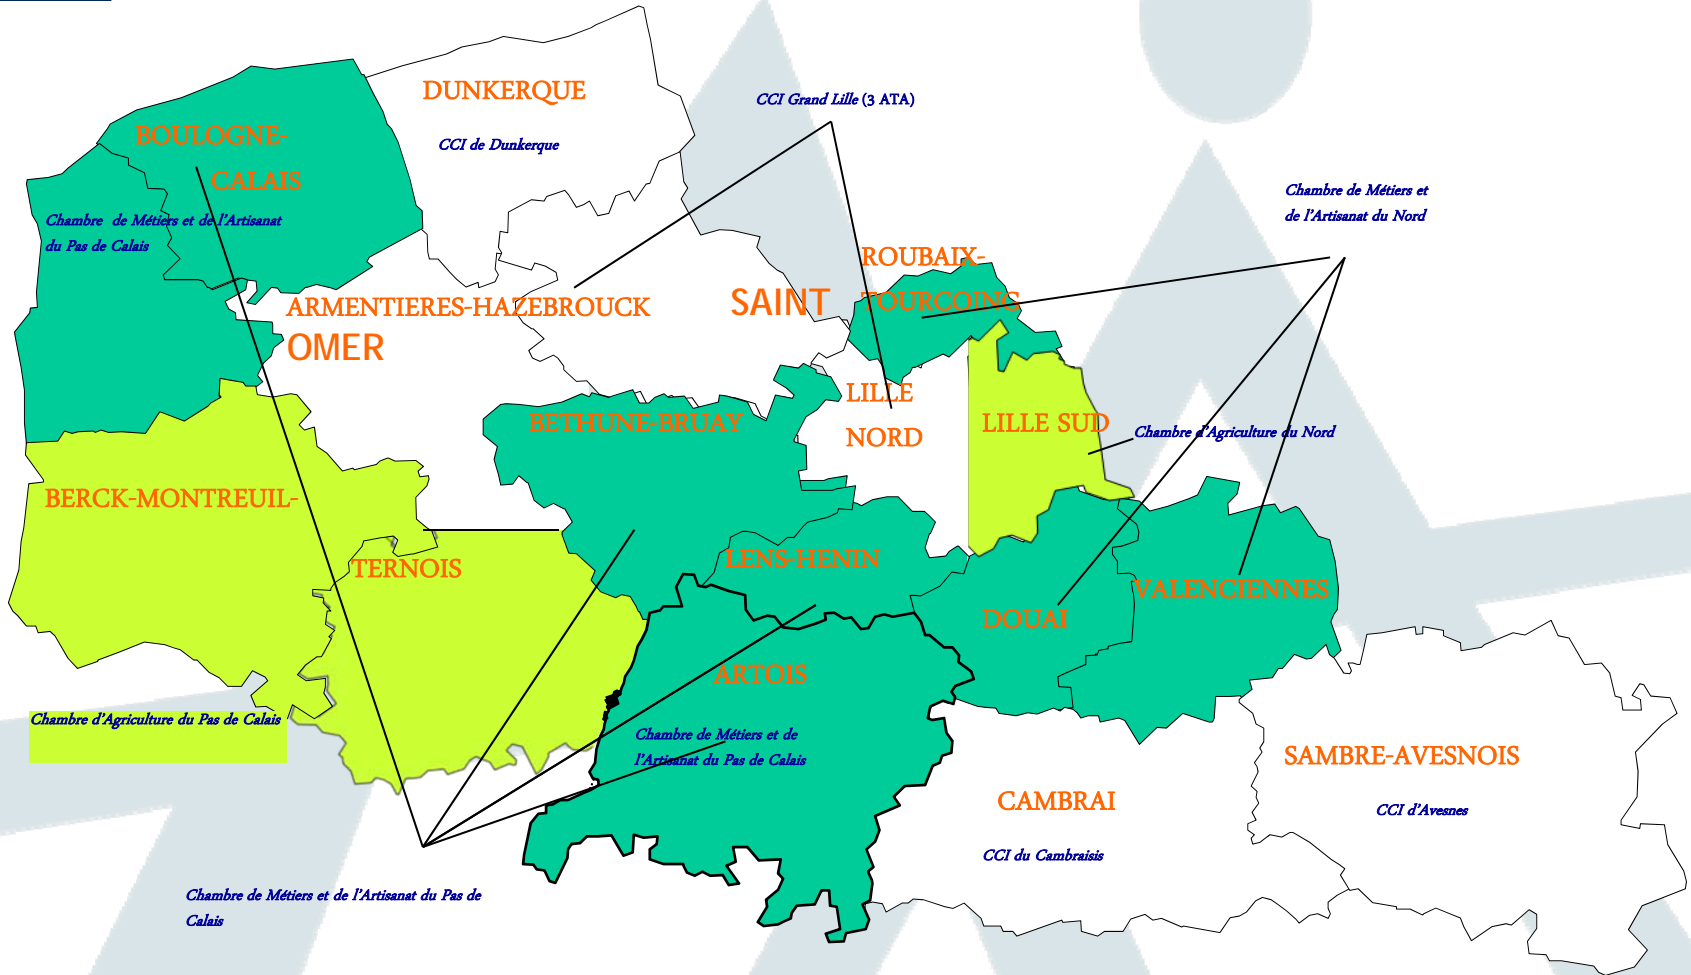 DUNKERQUE
CCI de Dunkerque
CCI Grand Lille (3 ATA)
BOULOGNE-
CALAIS
Chambre de Métiers et de l'Artisanat
du Pas de Calais
Chambre de Métiers et
de l'Artisanat du Nord
ROUBAIX-
TOURCOING
ARMENTIERES-HAZEBROUCK
SAINT
OMER
LILLE
NORD
LILLE SUD
Chambre d'Agriculture du Nord
BETHUNE-BRUAY
BERCK-MONTREUIL-
TERNOIS
LENS-HENIN
DOUAI
VALENCIENNES
ARTOIS
Chambre de Métiers et de
l'Artisanat du Pas de Calais
Chambre d'Agriculture du Pas de Calais
SAMBRE-AVESNOIS
CCI d'Avesnes
CAMBRAI
CCI du Cambraisis
Chambre de Métiers et de l'Artisanat du Pas de
Calais